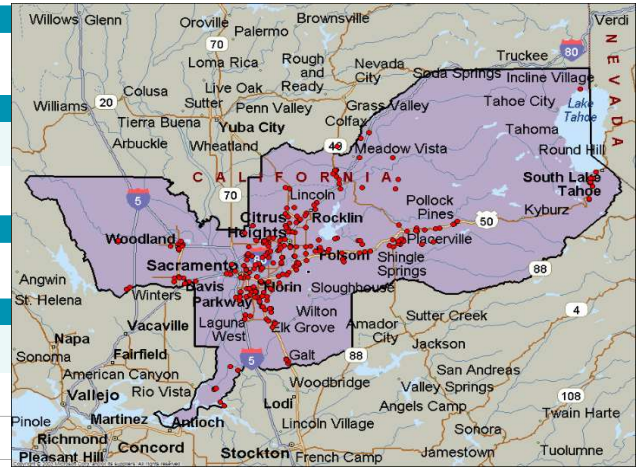 Willows Glenn
Oroville
Palermo
Brownsville
Verdi
70
80
Loma Rica
Rough and Ready
Nevada City
Truckee
Soda Springs
Incline Village
NEVADA
Colusa
Live Oak
Williams
20
Sutter
Penn Valley
Grass Valley
Tahoe City
Lake Tahoe
Tierra Buena
Yuba City
Colfax
Tahoma
Arbuckle
Wheatland
49
Meadow Vista
Round Hill
CALIFORNIA
5
70
Lincoln
South Lake Tahoe
Citrus Heights
Rocklin
Pollock Pines
50
Kyburz
Woodland
Placerville
Sacramento
Folsom
Shingle Springs
88
Angwin
St. Helena
Winters
Davis
Parkway
Florin
Sloughhouse
Wilton
Sutter Creek
4
Vacaville
Laguna West
Elk Grove
Amador City
Napa
Jackson
Sonoma
Fairfield
5
Galt
88
San Andreas
American Canyon
Rio Vista
Woodbridge
Valley Springs
108
Vallejo
Lodi
Angels Camp
Twain Harte
Pinole
Martinez
Antioch
Lincoln Village
Sonora
Richmond
Concord
Stockton
Tuolumne
Pleasant Hill
French Camp
Jamestown